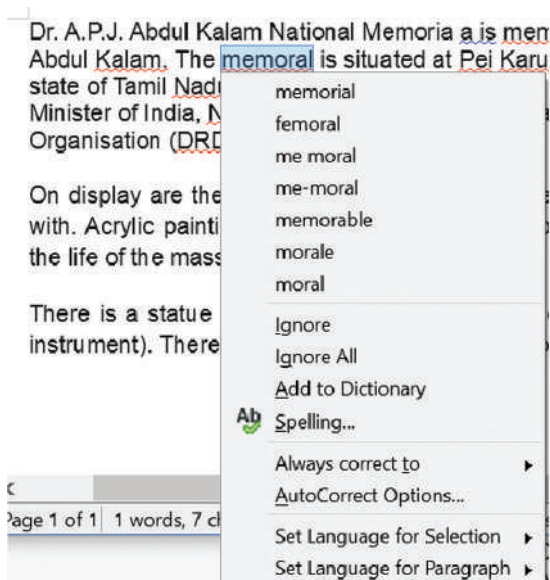 Dr. A.P.J. Abdul Kalam National Memoria a is mem
Abdul Kalam. The memoral is situated at Pei Karu
state of Tamil Nadu
Minister of India,
Organisation (DRD
On display are the
with. Acrylic painti
the life of the mass
There is a statue
instrument). There
memorial
femoral
me moral
me-moral
memorable
morale
moral
Ignore
Ignore All
Add to Dictionary
Ab Spelling...
Always correct to
AutoCorrect Options...
Set Language for Selection
Set Language for Paragraph
Page 1 of 1 1 words, 7 ch